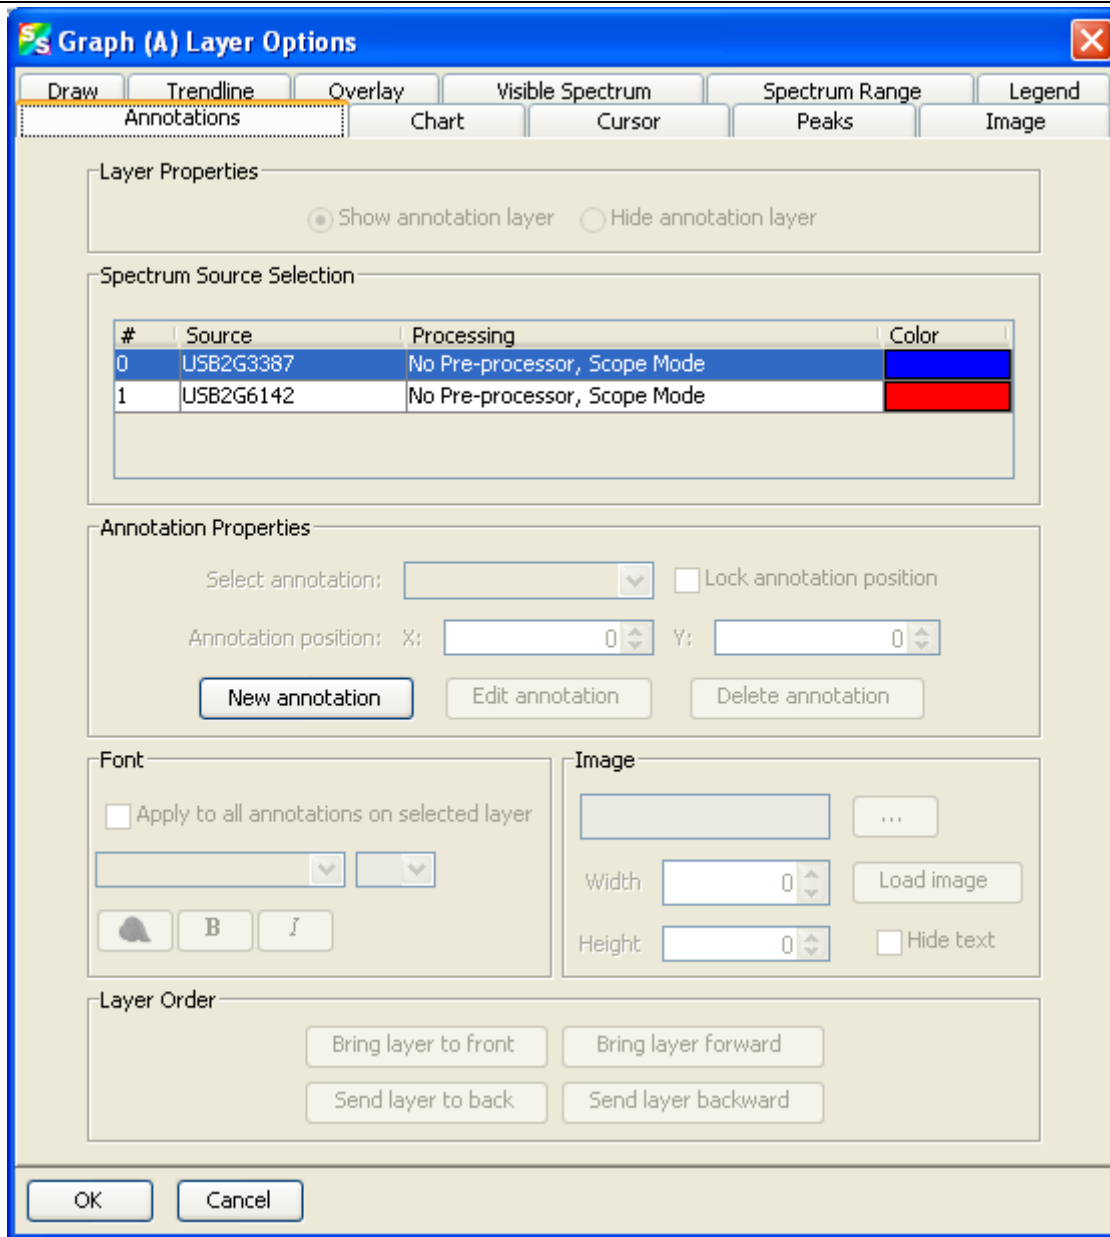 Graph (A) Layer Options
Draw Trendline Overlay Visible Spectrum Spectrum Range Legend
Annotations Chart Cursor Peaks Image
Layer Properties
Show annotation layer Hide annotation layer
Spectrum Source Selection
# Source Processing Color
0 USB2G3387 No Pre-processor, Scope Mode
1 USB2G6142 No Pre-processor, Scope Mode
Annotation Properties
Select annotation: Lock annotation position
Annotation position: X: 0 Y: 0
New annotation Edit annotation Delete annotation
Font Image
Apply to all annotations on selected layer ...
Width 0 Load image
B I
Height 0 Hide text
Layer Order
Bring layer to front Bring layer forward
Send layer to back Send layer backward
OK Cancel